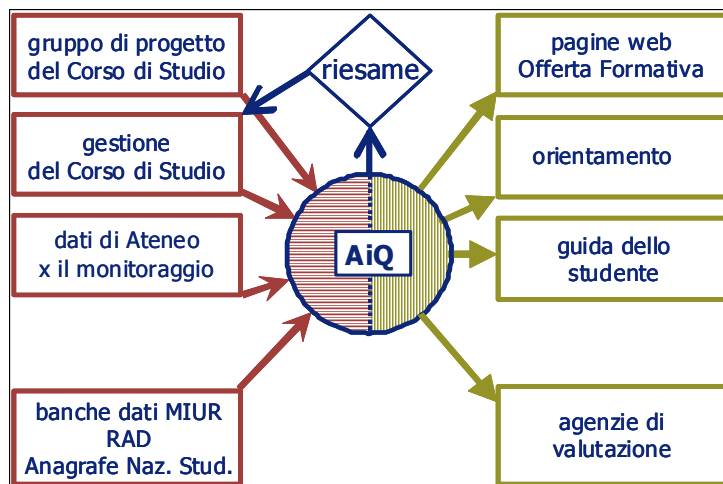 gruppo di progetto
del Corso di Studio
riesame
pagine web
Offerta Formativa
gestione
del Corso di Studio
orientamento
dati di Ateneo
x il monitoraggio
AiQ
guida dello
studente
banche dati MIUR
RAD
Anagrafe Naz. Stud.
agenzie di
valutazione